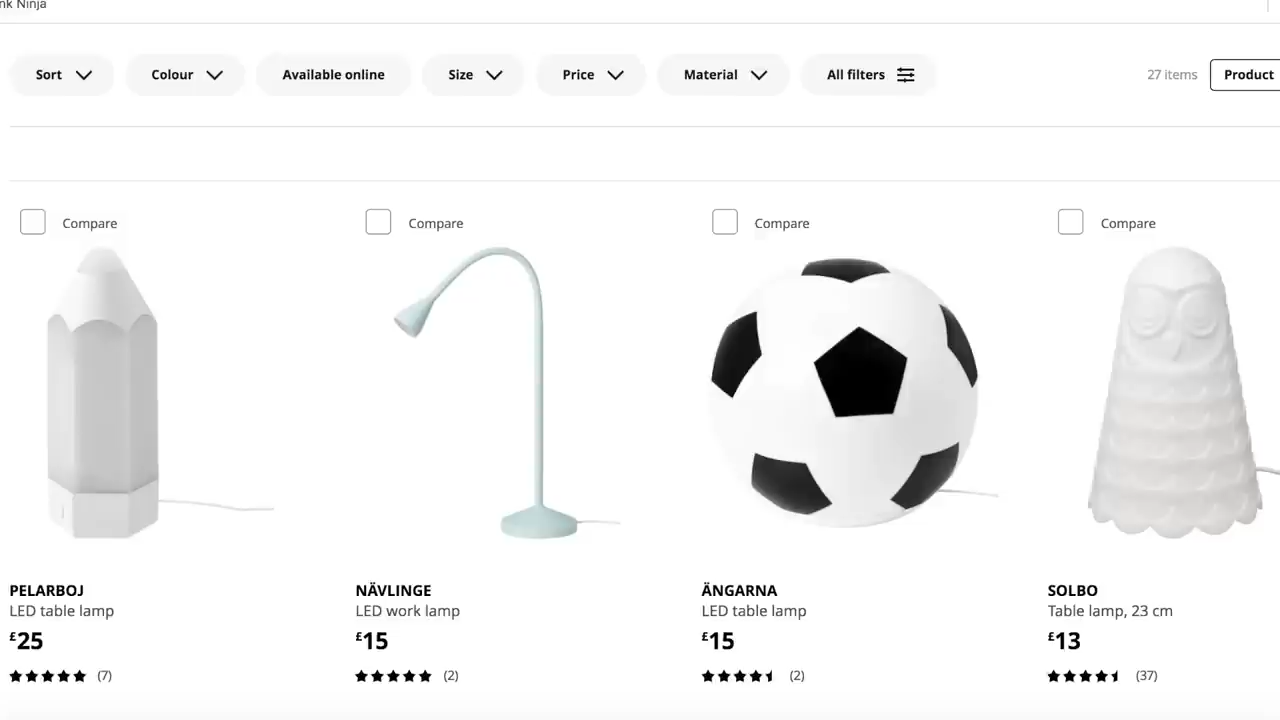 nk Ninja
Sort Colour Available online Size Price Material All filters 27 items Product
Compare Compare Compare Compare
PELARBOJ
LED table lamp
£25
(7)
NÄVLINGE
LED work lamp
£15
(2)
ÄNGARNA
LED table lamp
£15
(2)
SOLBO
Table lamp, 23 cm
£13
(37)